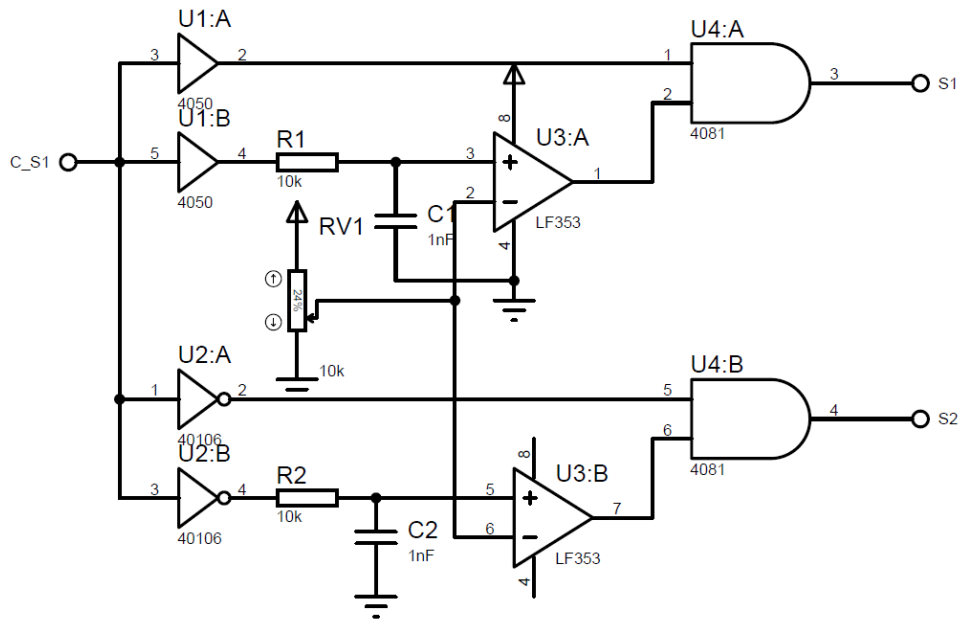 U1:A
3
2
4050
U1:B
5
4
4050
C_S1
R1
10k
RV1
24%
10k
C1
1nF
8
3
+
2
−
4
U3:A
1
LF353
U4:A
1
2
3
4081
S1
U2:A
1
2
40106
U2:B
3
4
40106
R2
10k
C2
1nF
8
5
+
6
−
4
U3:B
7
LF353
U4:B
5
6
4
4081
S2